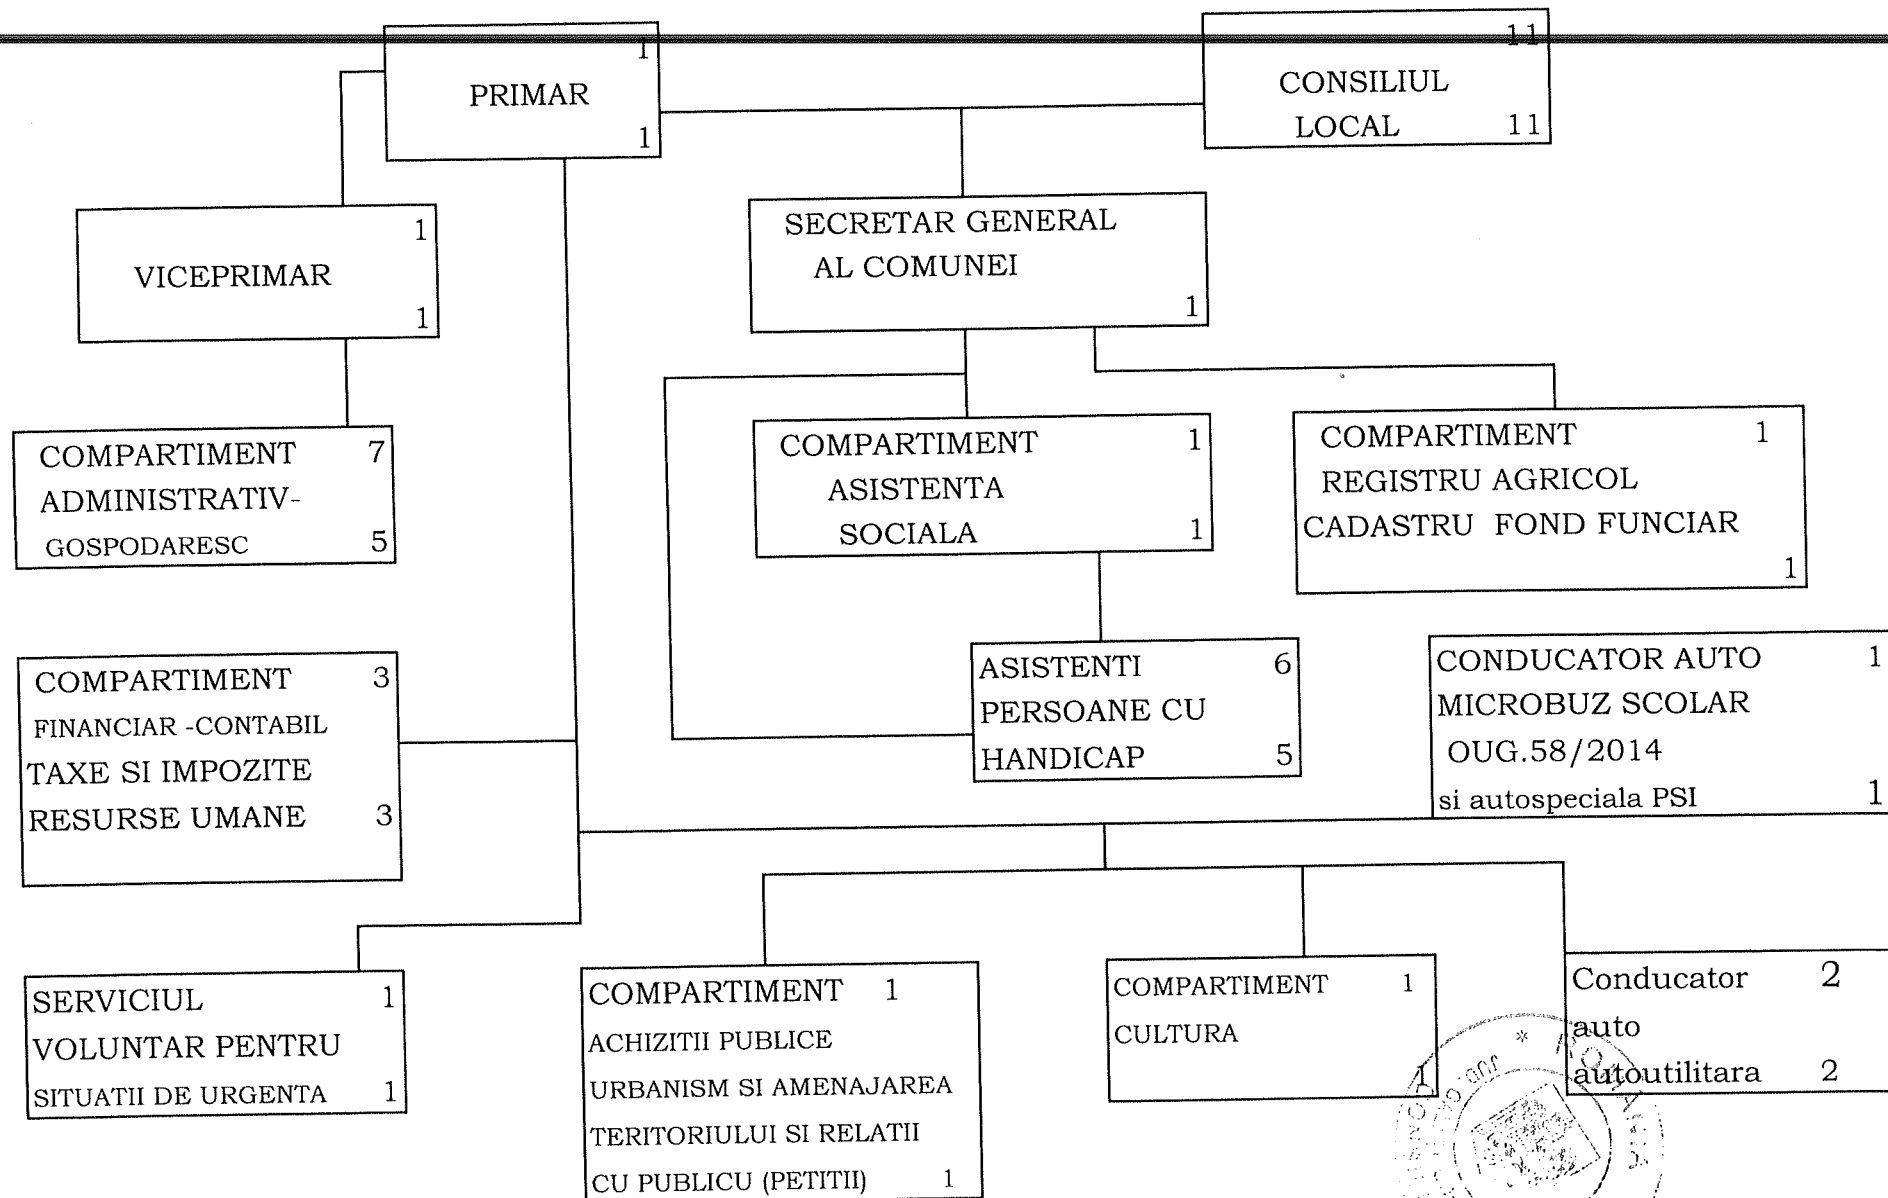 1
PRIMAR
1
11
CONSILIUL
LOCAL 11
1
VICEPRIMAR
1
SECRETAR GENERAL
AL COMUNEI
1
COMPARTIMENT 7
ADMINISTRATIV-
GOSPODARESC 5
COMPARTIMENT 1
ASISTENTA
SOCIALA 1
COMPARTIMENT 1
REGISTRU AGRICOL
CADASTRU FOND FUNCIAR
1
COMPARTIMENT 3
FINANCIAR -CONTABIL
TAXE SI IMPOZITE
RESURSE UMANE 3
ASISTENTI 6
PERSOANE CU
HANDICAP 5
CONDUCATOR AUTO 1
MICROBUZ SCOLAR
OUG.58/2014
si autospeciala PSI 1
SERVICIUL 1
VOLUNTAR PENTRU
SITUATII DE URGENTA 1
COMPARTIMENT 1
ACHIZITII PUBLICE
URBANISM SI AMENAJAREA
TERITORIULUI SI RELATII
CU PUBLICU (PETITII) 1
COMPARTIMENT 1
CULTURA
1
Conducator 2
auto
autoutilitara 2
* ROMANIA
JUD.